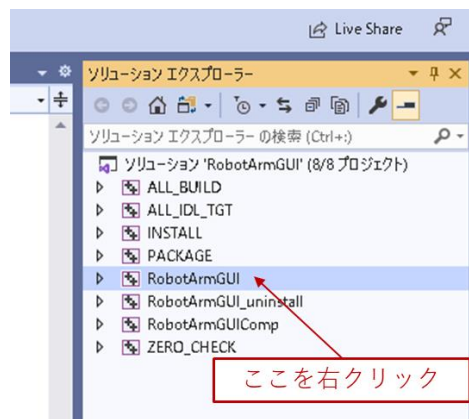 Live Share
ソリューション エクスプローラー
ソリューション エクスプローラー の検索 (Ctrl+;)
ソリューション 'RobotArmGUI' (8/8 プロジェクト)
ALL_BUILD
ALL_IDL_TGT
INSTALL
PACKAGE
RobotArmGUI
RobotArmGUI_uninstall
RobotArmGUIComp
ZERO_CHECK
ここを右クリック